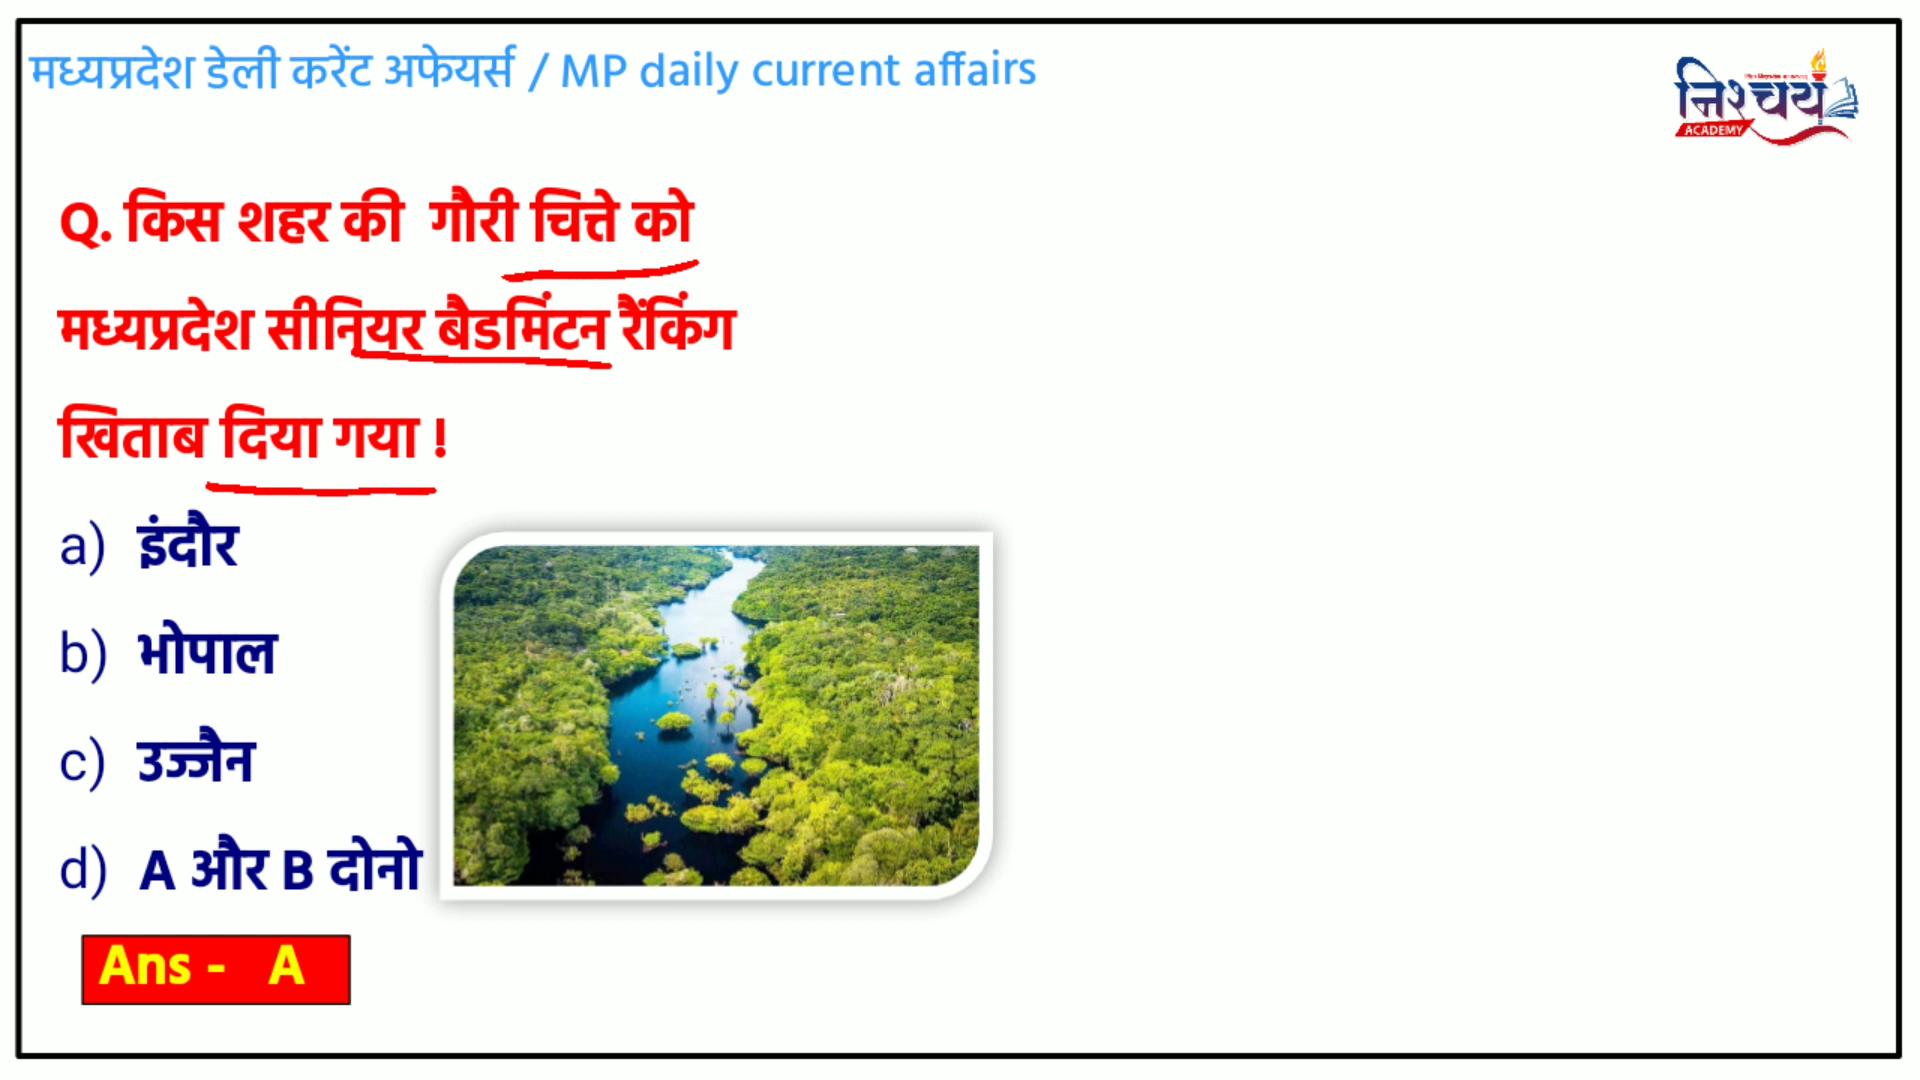 मध्यप्रदेश डेली करेंट अफेयर्स / MP daily current affairs
निश्चय
ACADEMY
Q. किस शहर की गौरी चित्ते को
मध्यप्रदेश सीनियर बैडमिंटन रैंकिंग
खिताब दिया गया !
a) इंदौर
b) भोपाल
c) उज्जैन
d) A और B दोनो
Ans - A